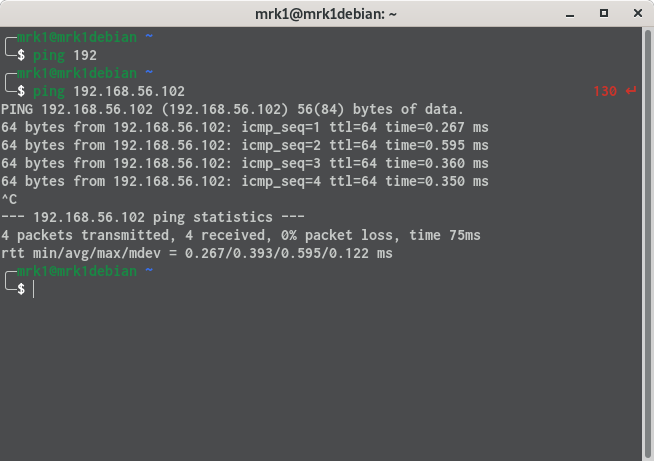 mrk1@mrk1debian: ~
mrk1@mrk1debian ~
$ ping 192
mrk1@mrk1debian ~
$ ping 192.168.56.102 130 ↵
PING 192.168.56.102 (192.168.56.102) 56(84) bytes of data.
64 bytes from 192.168.56.102: icmp_seq=1 ttl=64 time=0.267 ms
64 bytes from 192.168.56.102: icmp_seq=2 ttl=64 time=0.595 ms
64 bytes from 192.168.56.102: icmp_seq=3 ttl=64 time=0.360 ms
64 bytes from 192.168.56.102: icmp_seq=4 ttl=64 time=0.350 ms
^C
--- 192.168.56.102 ping statistics ---
4 packets transmitted, 4 received, 0% packet loss, time 75ms
rtt min/avg/max/mdev = 0.267/0.393/0.595/0.122 ms
mrk1@mrk1debian ~
$